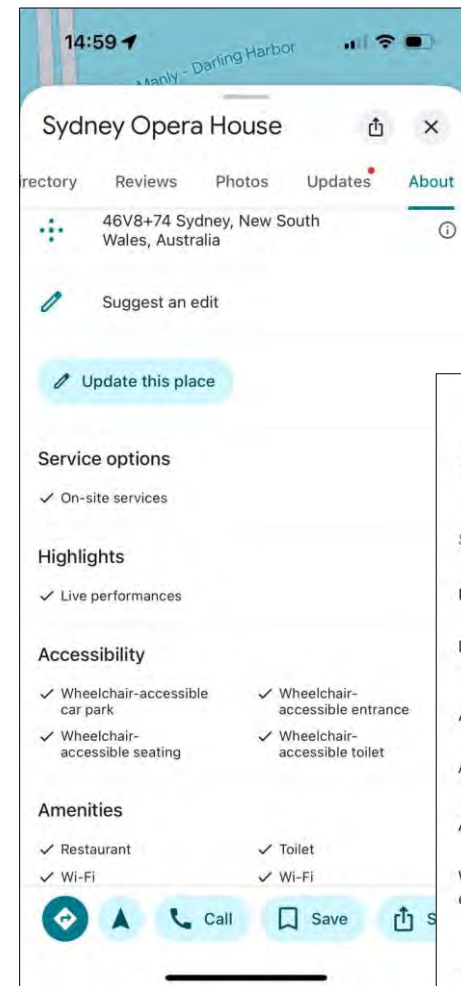 14:59
Manly - Darling Harbor
Sydney Opera House
irectory Reviews Photos Updates About
46V8+74 Sydney, New South
Wales, Australia
Suggest an edit
Update this place
Service options
On-site services
Highlights
Live performances
Accessibility
Wheelchair-accessible
car park
Wheelchair-
accessible entrance
Wheelchair-
accessible seating
Wheelchair-
accessible toilet
Amenities
Restaurant
Toilet
Wi-Fi
Wi-Fi
Call Save S